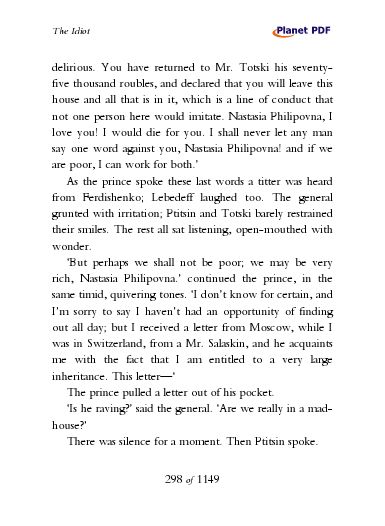 The Idiot
Planet PDF
delirious. You have returned to Mr. Totski his seventy-
five thousand roubles, and declared that you will leave this
house and all that is in it, which is a line of conduct that
not one person here would imitate. Nastasia Philipovna, I
love you! I would die for you. I shall never let any man
say one word against you, Nastasia Philipovna! and if we
are poor, I can work for both.’
As the prince spoke these last words a titter was heard
from Ferdishenko; Lebedeff laughed too. The general
grunted with irritation; Ptitsin and Totski barely restrained
their smiles. The rest all sat listening, open-mouthed with
wonder.
‘But perhaps we shall not be poor; we may be very
rich, Nastasia Philipovna.’ continued the prince, in the
same timid, quivering tones. ‘I don’t know for certain, and
I’m sorry to say I haven’t had an opportunity of finding
out all day; but I received a letter from Moscow, while I
was in Switzerland, from a Mr. Salaskin, and he acquaints
me with the fact that I am entitled to a very large
inheritance. This letter—‘
The prince pulled a letter out of his pocket.
‘Is he raving?’ said the general. ‘Are we really in a mad-
house?’
There was silence for a moment. Then Ptitsin spoke.
298 of 1149